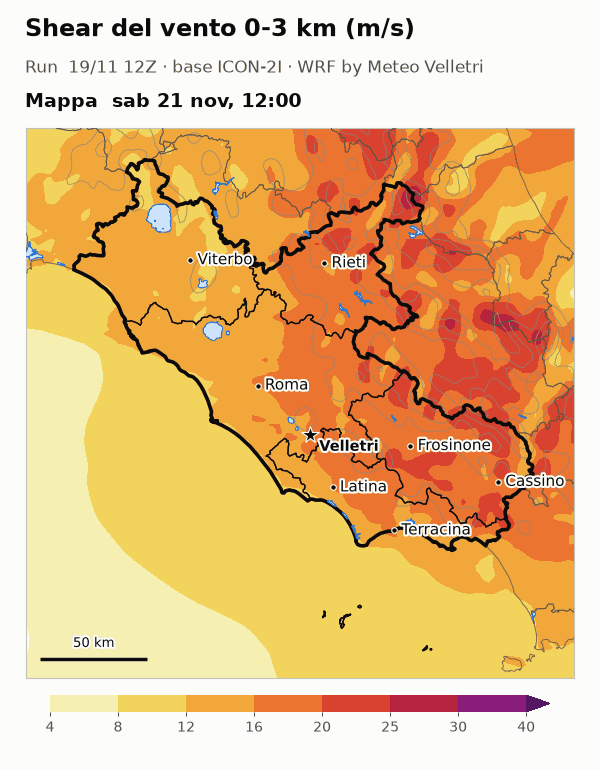 Shear del vento 0-3 km (m/s)
Run  19/11 12Z · base ICON-2I · WRF by Meteo Velletri
Mappa  sab 21 nov, 12:00
Viterbo
Rieti
Roma
Velletri
Frosinone
Cassino
Latina
Terracina
50 km
4 8 12 16 20 25 30 40